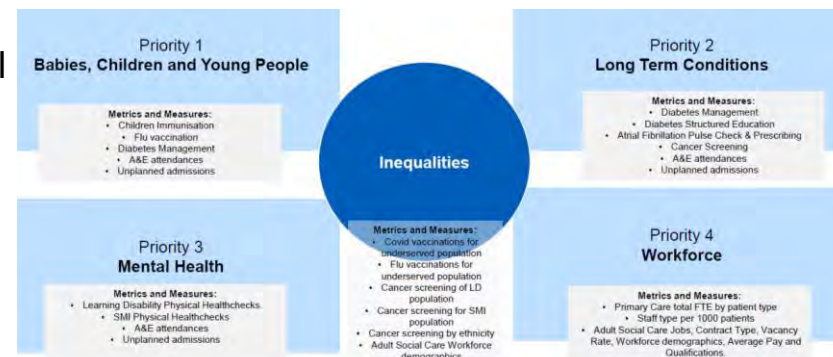 Priority 1
Babies, Children and Young People
Metrics and Measures:
• Children Immunisation
• Flu vaccination
• Diabetes Management
• A&E attendances
• Unplanned admissions
Priority 2
Long Term Conditions
Metrics and Measures:
• Diabetes Management
• Diabetes Structured Education
• Atrial Fibrillation Pulse Check & Prescribing
• Cancer Screening
• A&E attendances
• Unplanned admissions
Inequalities
Metrics and Measures:
• Covid vaccinations for
underserved population
• Flu vaccinations for
underserved population
• Cancer screening of LD
population
• Cancer screening for SMI
population
• Cancer screening by ethnicity
• Adult Social Care Workforce
demographics
Priority 3
Mental Health
Metrics and Measures:
• Learning Disability Physical Healthchecks
• SMI Physical Healthchecks
• A&E attendances
• Unplanned admissions
Priority 4
Workforce
Metrics and Measures:
• Primary Care total FTE by patient type
• Staff type per 1000 patients
• Adult Social Care Jobs, Contract Type, Vacancy
Rate, Workforce demographics, Average Pay and
Qualifications.